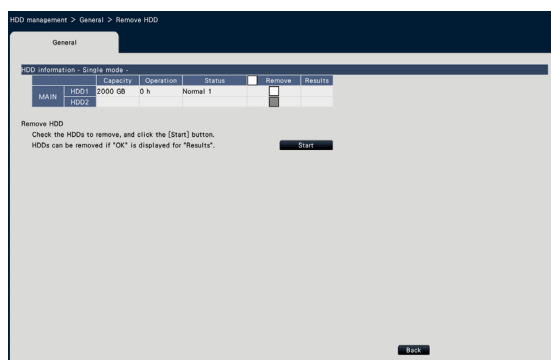 HDD management > General > Remove HDD
General
HDD information - Single mode -
Capacity Operation Status Remove Results
MAIN HDD1 2000 GB 0 h Normal 1
HDD2
Remove HDD
Check the HDDs to remove, and click the [Start] button.
HDDs can be removed if "OK" is displayed for "Results".
Start
Back